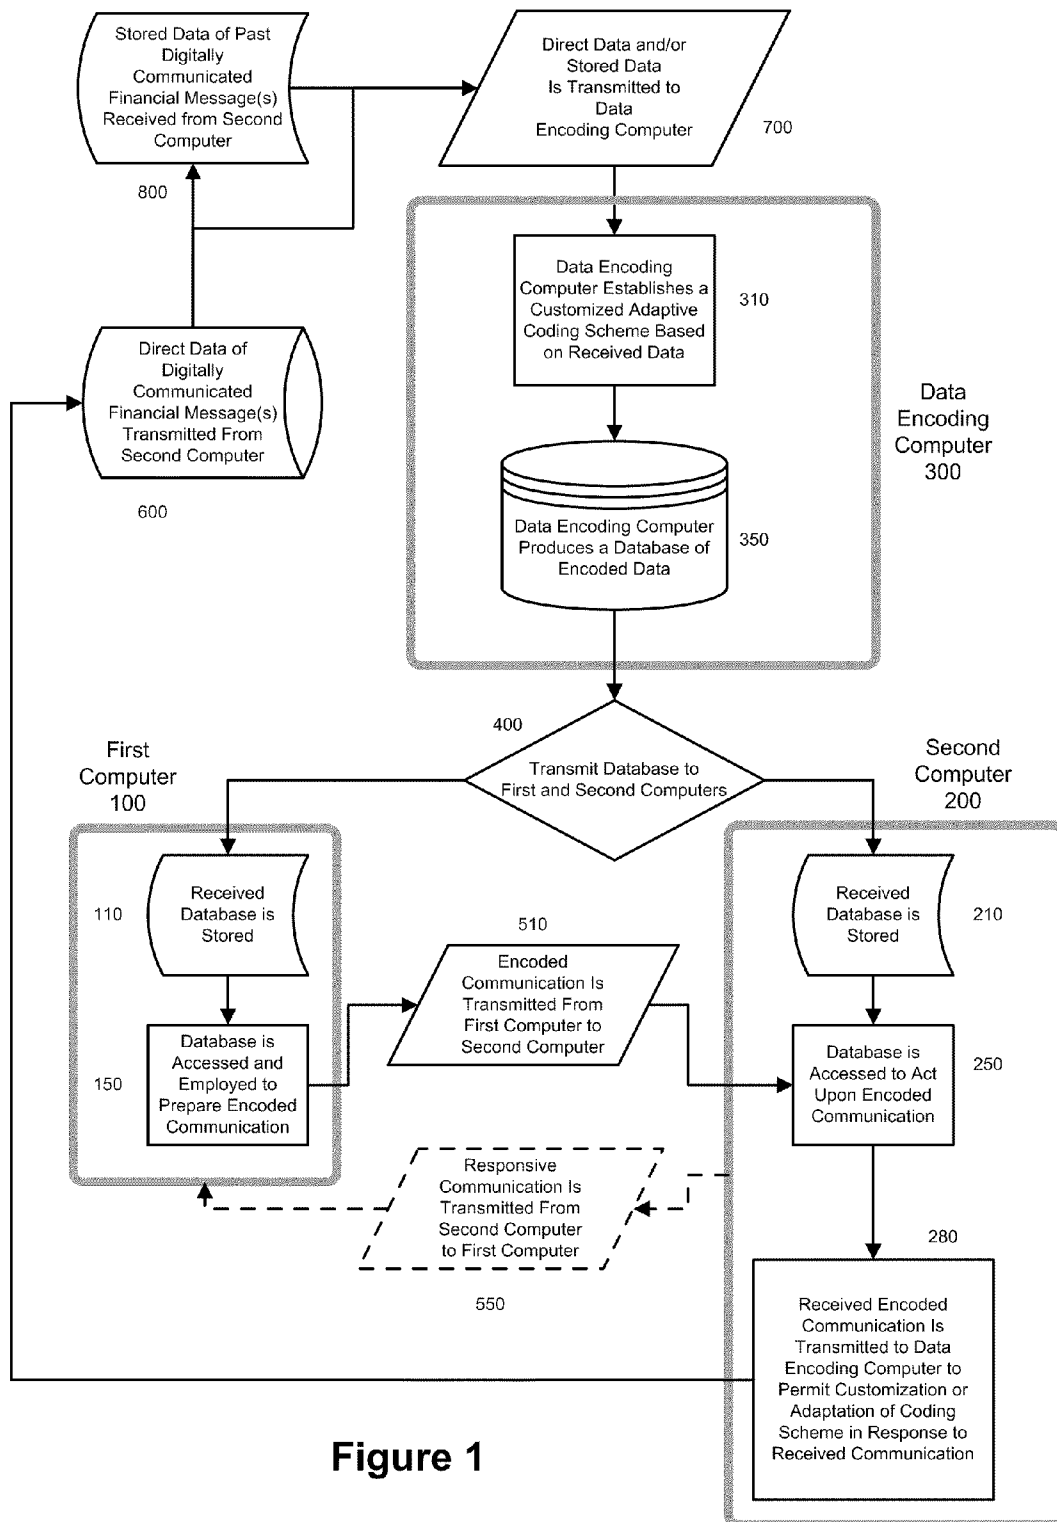 Stored Data of Past
Digitally
Communicated
Financial Message(s)
Received from Second
Computer
800
Direct Data and/or
Stored Data
Is Transmitted to
Data
Encoding Computer
700
Data Encoding
Computer Establishes a
Customized Adaptive
Coding Scheme Based
on Received Data
310
Direct Data of
Digitally
Communicated
Financial Message(s)
Transmitted From
Second Computer
600
Data
Encoding
Computer
300
Data Encoding Computer
Produces a Database of
Encoded Data
350
400
Transmit Database to
First and Second Computers
First
Computer
100
Second
Computer
200
110
Received
Database is
Stored
Received
Database is
Stored
210
510
Encoded
Communication Is
Transmitted From
First Computer to
Second Computer
150
Database is
Accessed and
Employed to
Prepare Encoded
Communication
Database is
Accessed to Act
Upon Encoded
Communication
250
Responsive
Communication Is
Transmitted From
Second Computer
to First Computer
550
280
Received Encoded
Communication Is
Transmitted to Data
Encoding Computer to
Permit Customization or
Adaptation of Coding
Scheme in Response to
Received Communication
Figure 1